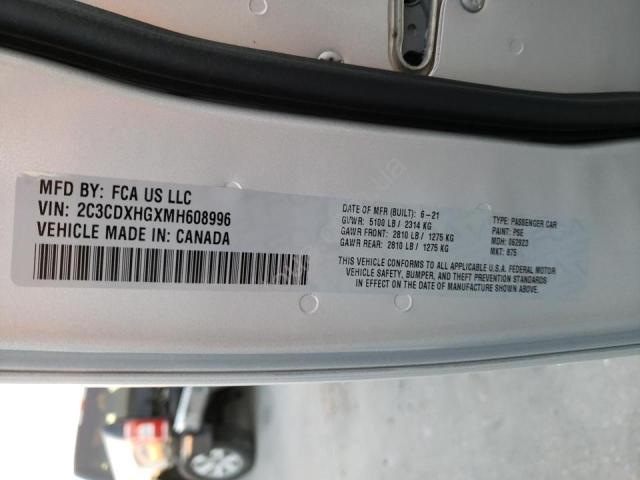 MFD BY: FCA US LLC
VIN: 2C3CDXHGXMH608996
VEHICLE MADE IN: CANADA
DATE OF MFR (BUILT): 6-21
GVWR: 5100 LB / 2314 KG
GAWR FRONT: 2810 LB / 1275 KG
GAWR REAR: 2810 LB / 1275 KG
TYPE: PASSENGER CAR
PAINT: PSE
MDH: 062923
MKT: 875
THIS VEHICLE CONFORMS TO ALL APPLICABLE U.S.A. FEDERAL MOTOR
VEHICLE SAFETY, BUMPER, AND THEFT PREVENTION STANDARDS
IN EFFECT ON THE DATE OF MANUFACTURE SHOWN ABOVE.